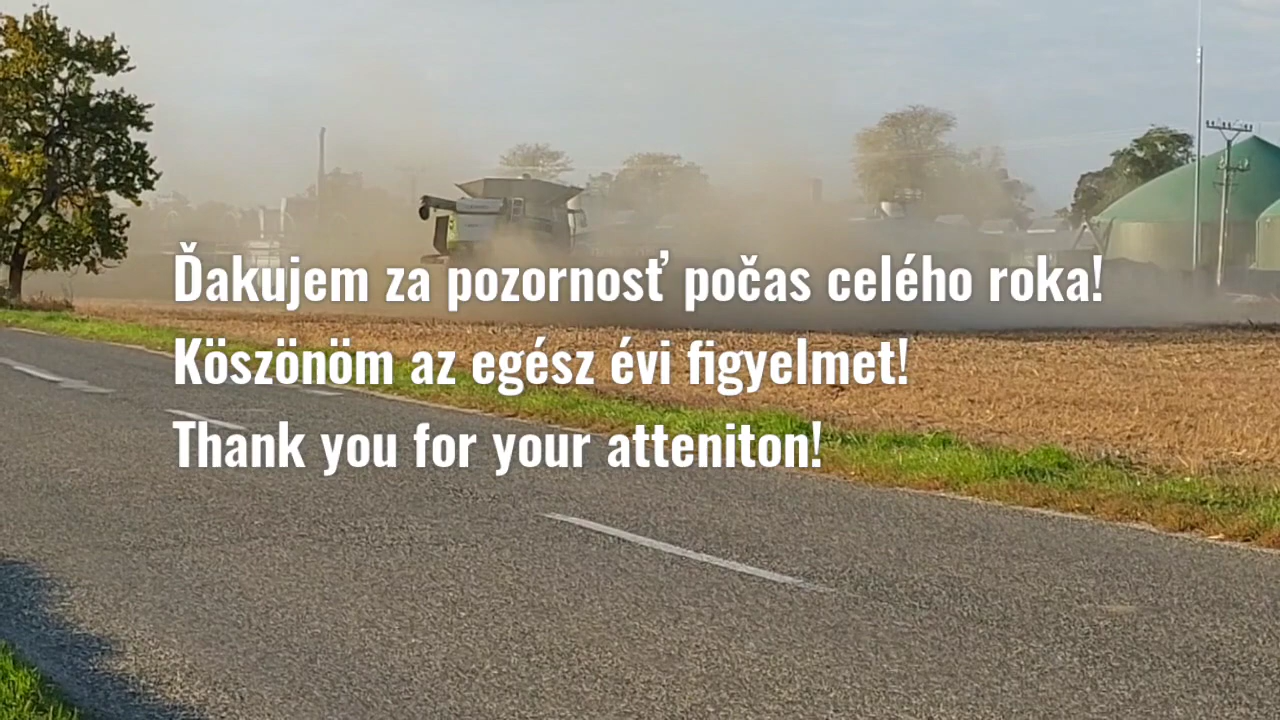 Ďakujem za pozornosť počas celého roka!
Köszönöm az egész évi figyelmet!
Thank you for your atteniton!